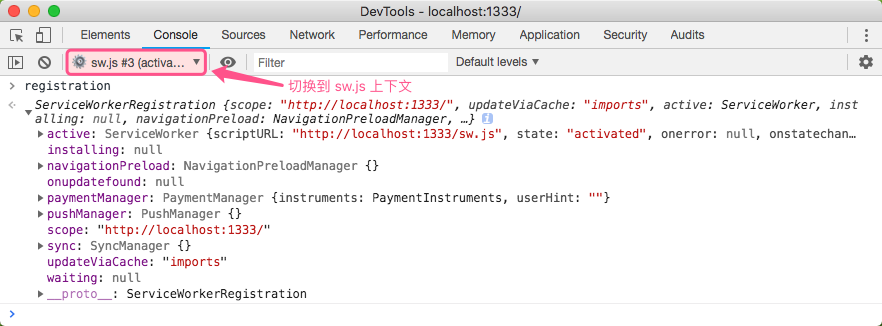 DevTools - localhost:1333/
Elements Console Sources Network Performance Memory Application Security Audits
sw.js #3 (activa... Filter Default levels
切换到 sw.js 上下文
registration
ServiceWorkerRegistration {scope: "http://localhost:1333/", updateViaCache: "imports", active: ServiceWorker, inst
alling: null, navigationPreload: NavigationPreloadManager, …}
active: ServiceWorker {scriptURL: "http://localhost:1333/sw.js", state: "activated", onerror: null, onstatechan…
installing: null
navigationPreload: NavigationPreloadManager {}
onupdatefound: null
paymentManager: PaymentManager {instruments: PaymentInstruments, userHint: ""}
pushManager: PushManager {}
scope: "http://localhost:1333/"
sync: SyncManager {}
updateViaCache: "imports"
waiting: null
__proto__: ServiceWorkerRegistration